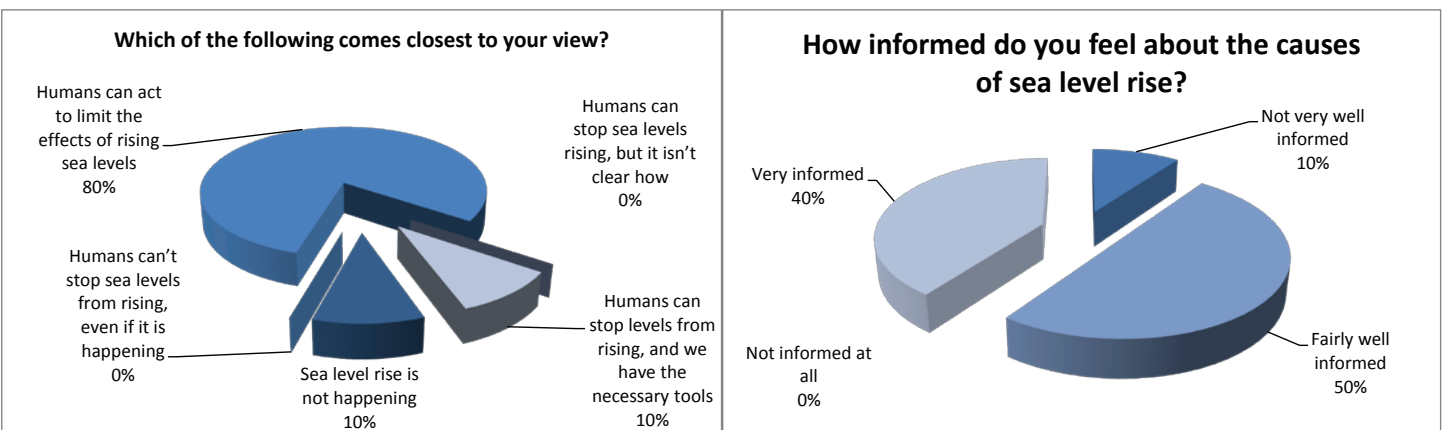 Which of the following comes closest to your view?
Humans can act
to limit the
effects of rising
sea levels
80%
Humans can
stop sea levels
rising, but it isn’t
clear how
0%
Humans can’t
stop sea levels
from rising,
even if it is
happening
0%
Sea level rise is
not happening
10%
Humans can
stop levels from
rising, and we
have the
necessary tools
10%
How informed do you feel about the causes
of sea level rise?
Not very well
informed
10%
Very informed
40%
Not informed at
all
0%
Fairly well
informed
50%